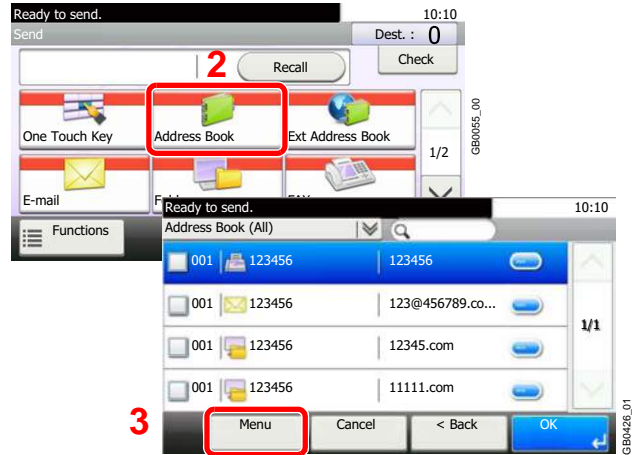 Ready to send. 10:10
Send Dest. : 0
2 Recall Check
One Touch Key Address Book Ext Address Book
1/2
E-mail
FAX
Functions
GB0055_00
Ready to send. 10:10
Address Book (All)
001 123456 123456
001 123456 123@456789.co...
001 123456 12345.com
001 123456 11111.com
1/1
3 Menu Cancel < Back OK
GB0426_01